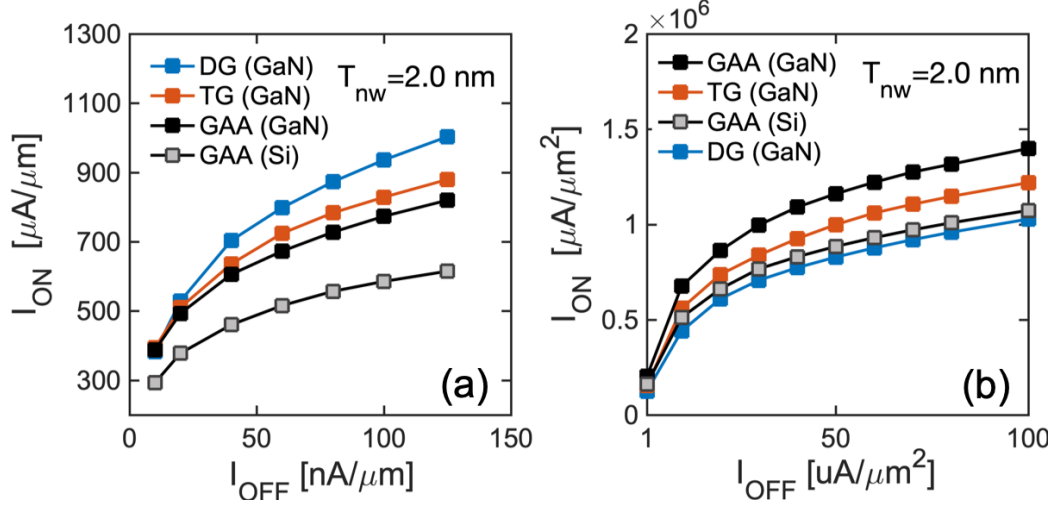 1300
1100
900
700
500
300
I_ON [μA/μm]
DG (GaN)
TG (GaN)
GAA (GaN)
GAA (Si)
T_nw=2.0 nm
(a)
0
50
100
150
I_OFF [nA/μm]
×10^6
2
1.5
1
0.5
0
I_ON [μA/μm^2]
GAA (GaN)
TG (GaN)
GAA (Si)
DG (GaN)
T_nw=2.0 nm
(b)
1
50
100
I_OFF [uA/μm^2]